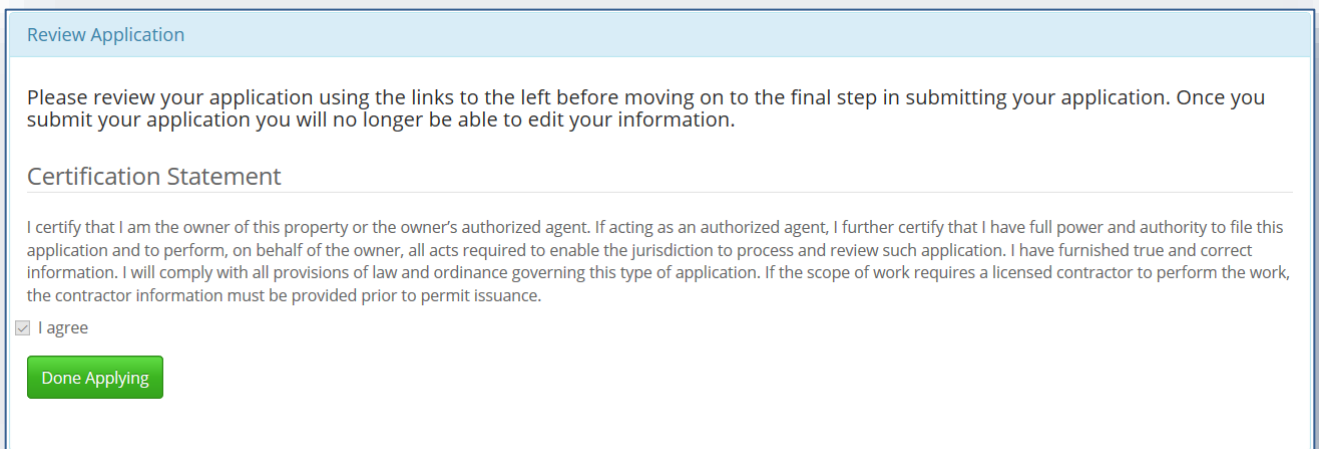 Review Application
Please review your application using the links to the left before moving on to the final step in submitting your application. Once you
submit your application you will no longer be able to edit your information.
Certification Statement
I certify that I am the owner of this property or the owner’s authorized agent. If acting as an authorized agent, I further certify that I have full power and authority to file this
application and to perform, on behalf of the owner, all acts required to enable the jurisdiction to process and review such application. I have furnished true and correct
information. I will comply with all provisions of law and ordinance governing this type of application. If the scope of work requires a licensed contractor to perform the work,
the contractor information must be provided prior to permit issuance.
I agree
Done Applying